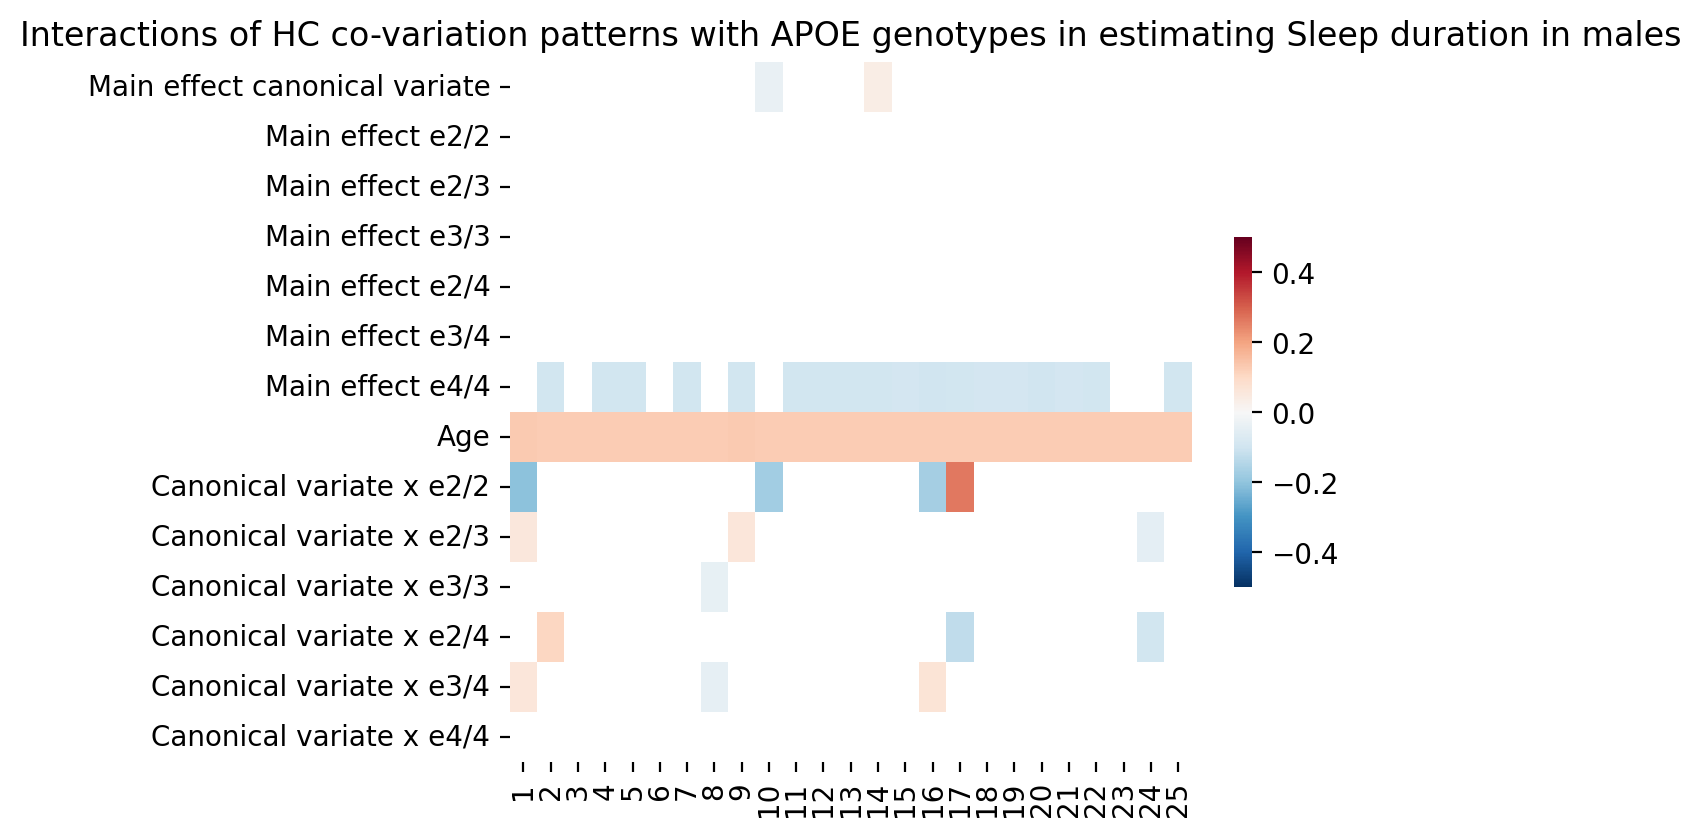 Interactions of HC co-variation patterns with APOE genotypes in estimating Sleep duration in males
Main effect canonical variate
Main effect e2/2
Main effect e2/3
Main effect e3/3
Main effect e2/4
Main effect e3/4
Main effect e4/4
Age
Canonical variate x e2/2
Canonical variate x e2/3
Canonical variate x e3/3
Canonical variate x e2/4
Canonical variate x e3/4
Canonical variate x e4/4
1 2 3 4 5 6 7 8 9 10 11 12 13 14 15 16 17 18 19 20 21 22 23 24 25
0.4
0.2
0.0
−0.2
−0.4